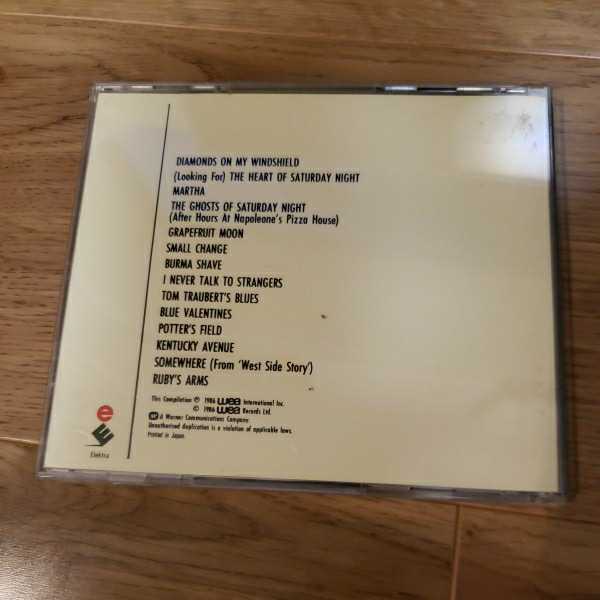 DIAMONDS ON MY WINDSHIELD
(Looking For) THE HEART OF SATURDAY NIGHT
MARTHA
THE GHOSTS OF SATURDAY NIGHT
(After Hours At Napoleone's Pizza House)
GRAPEFRUIT MOON
SMALL CHANGE
BURMA SHAVE
I NEVER TALK TO STRANGERS
TOM TRAUBERT'S BLUES
BLUE VALENTINES
POTTER'S FIELD
KENTUCKY AVENUE
SOMEWHERE (From 'West Side Story')
RUBY'S ARMS
This Compilation ℗ 1986 wea International Inc.
© 1986 wea Records Ltd.
A Warner Communications Company.
Unauthorised duplication is a violation of applicable laws.
Printed in Japan.
e
Elektra